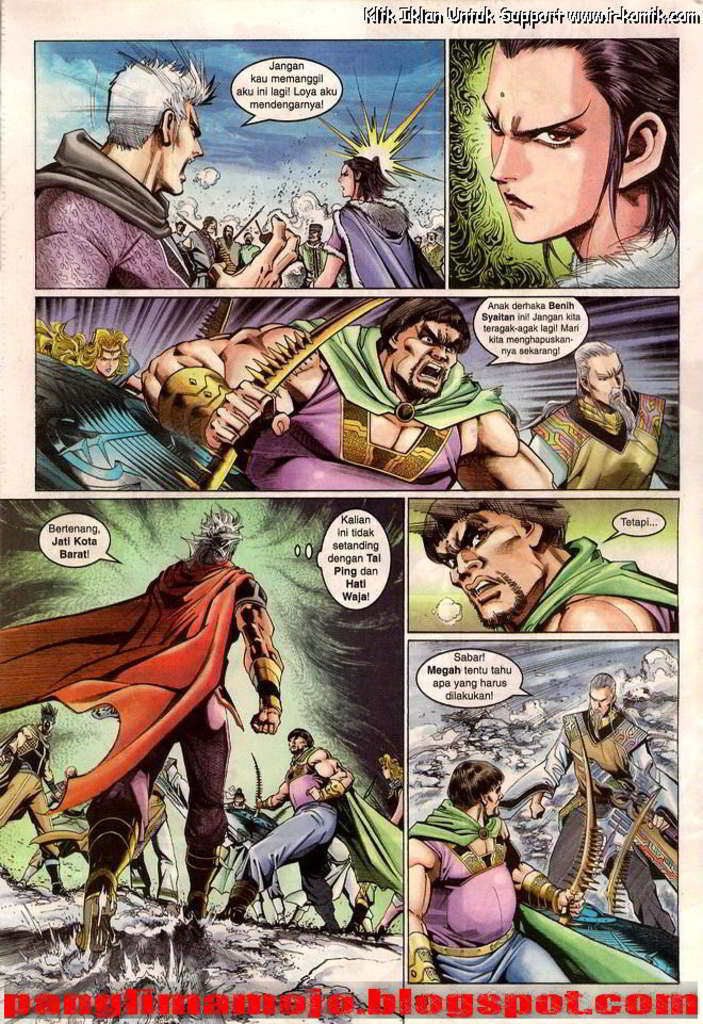 Klik Iklan Untuk Support www.i-komik.com
Jangan
kau memanggil
aku ini lagi! Loya aku
mendengarnya!
Anak derhaka Benih
Syaitan ini! Jangan kita
teragak-agak lagi! Mari
kita menghapuskan-
nya sekarang!
Bertenang,
Jati Kota
Barat!
Kalian
ini tidak
setanding
dengan Tai
Ping dan
Hati
Waja!
Tetapi...
Sabar!
Megah tentu tahu
apa yang harus
dilakukan!
panglimamojo.blogspot.com